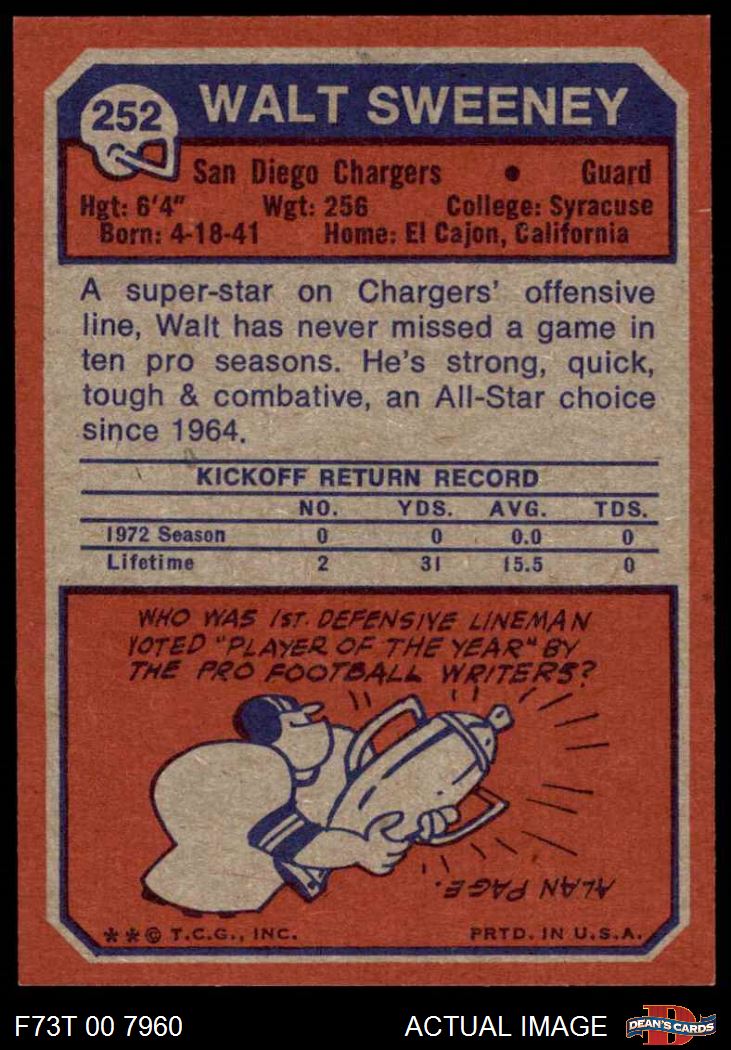 252
WALT SWEENEY
San Diego Chargers • Guard
Hgt: 6'4" Wgt: 256 College: Syracuse
Born: 4-18-41 Home: El Cajon, California
A super-star on Chargers' offensive
line, Walt has never missed a game in
ten pro seasons. He's strong, quick,
tough & combative, an All-Star choice
since 1964.
KICKOFF RETURN RECORD
NO. YDS. AVG. TDS.
1972 Season 0 0 0.0 0
Lifetime 2 31 15.5 0
WHO WAS 1ST. DEFENSIVE LINEMAN
VOTED "PLAYER OF THE YEAR" BY
THE PRO FOOTBALL WRITERS?
ALAN PAGE.
**© T.C.G., INC. PRTD. IN U.S.A.
F73T 00 7960 ACTUAL IMAGE
D
DEAN'S CARDS